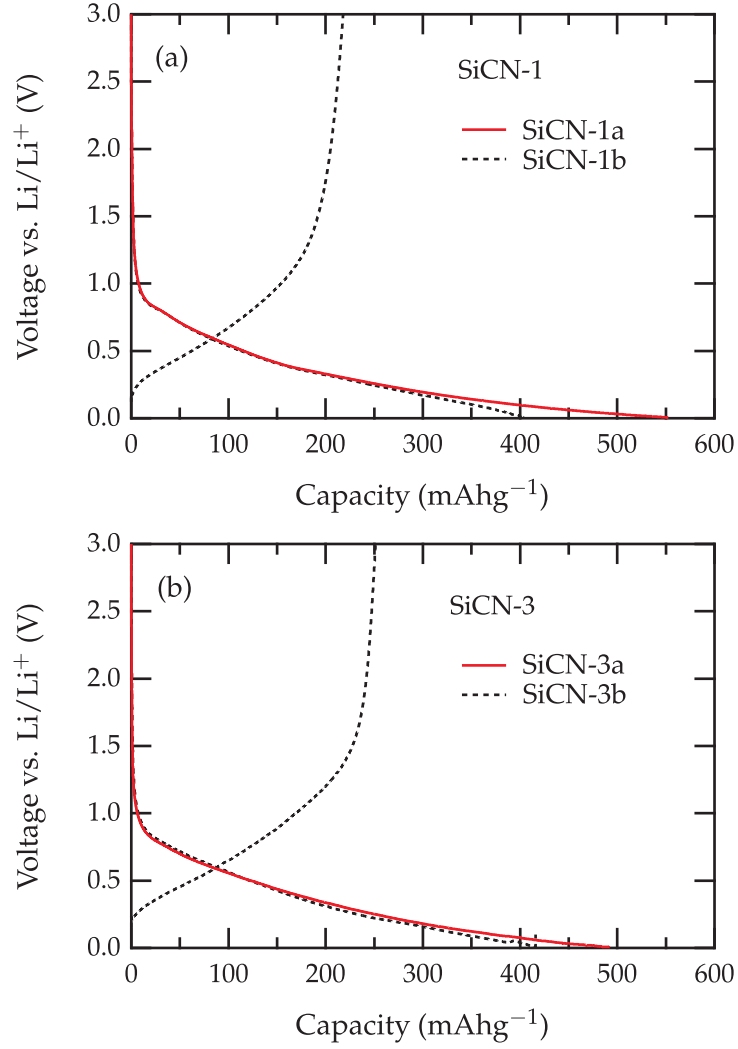 3.0
(a)
SiCN-1
2.5
SiCN-1a
2.0
SiCN-1b
1.5
1.0
0.5
0.0
Voltage vs. Li/Li⁺ (V)
0 100 200 300 400 500 600
Capacity (mAhg⁻¹)
3.0
(b)
SiCN-3
2.5
SiCN-3a
2.0
SiCN-3b
1.5
1.0
0.5
0.0
Voltage vs. Li/Li⁺ (V)
0 100 200 300 400 500 600
Capacity (mAhg⁻¹)